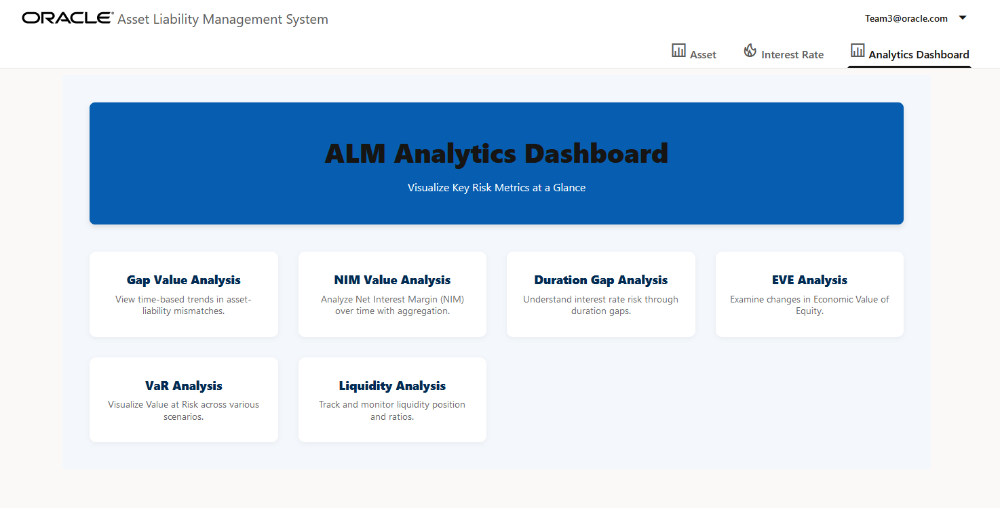 ORACLE® Asset Liability Management System
Team3@oracle.com
Asset
Interest Rate
Analytics Dashboard
ALM Analytics Dashboard
Visualize Key Risk Metrics at a Glance
Gap Value Analysis
View time-based trends in asset-
liability mismatches.
NIM Value Analysis
Analyze Net Interest Margin (NIM)
over time with aggregation.
Duration Gap Analysis
Understand interest rate risk through
duration gaps.
EVE Analysis
Examine changes in Economic Value of
Equity.
VaR Analysis
Visualize Value at Risk across various
scenarios.
Liquidity Analysis
Track and monitor liquidity position
and ratios.